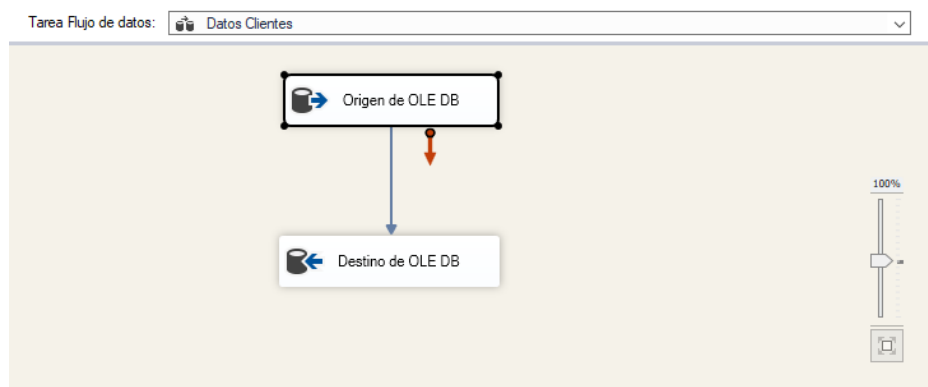 Tarea Flujo de datos: Datos Clientes
Origen de OLE DB
100%
Destino de OLE DB